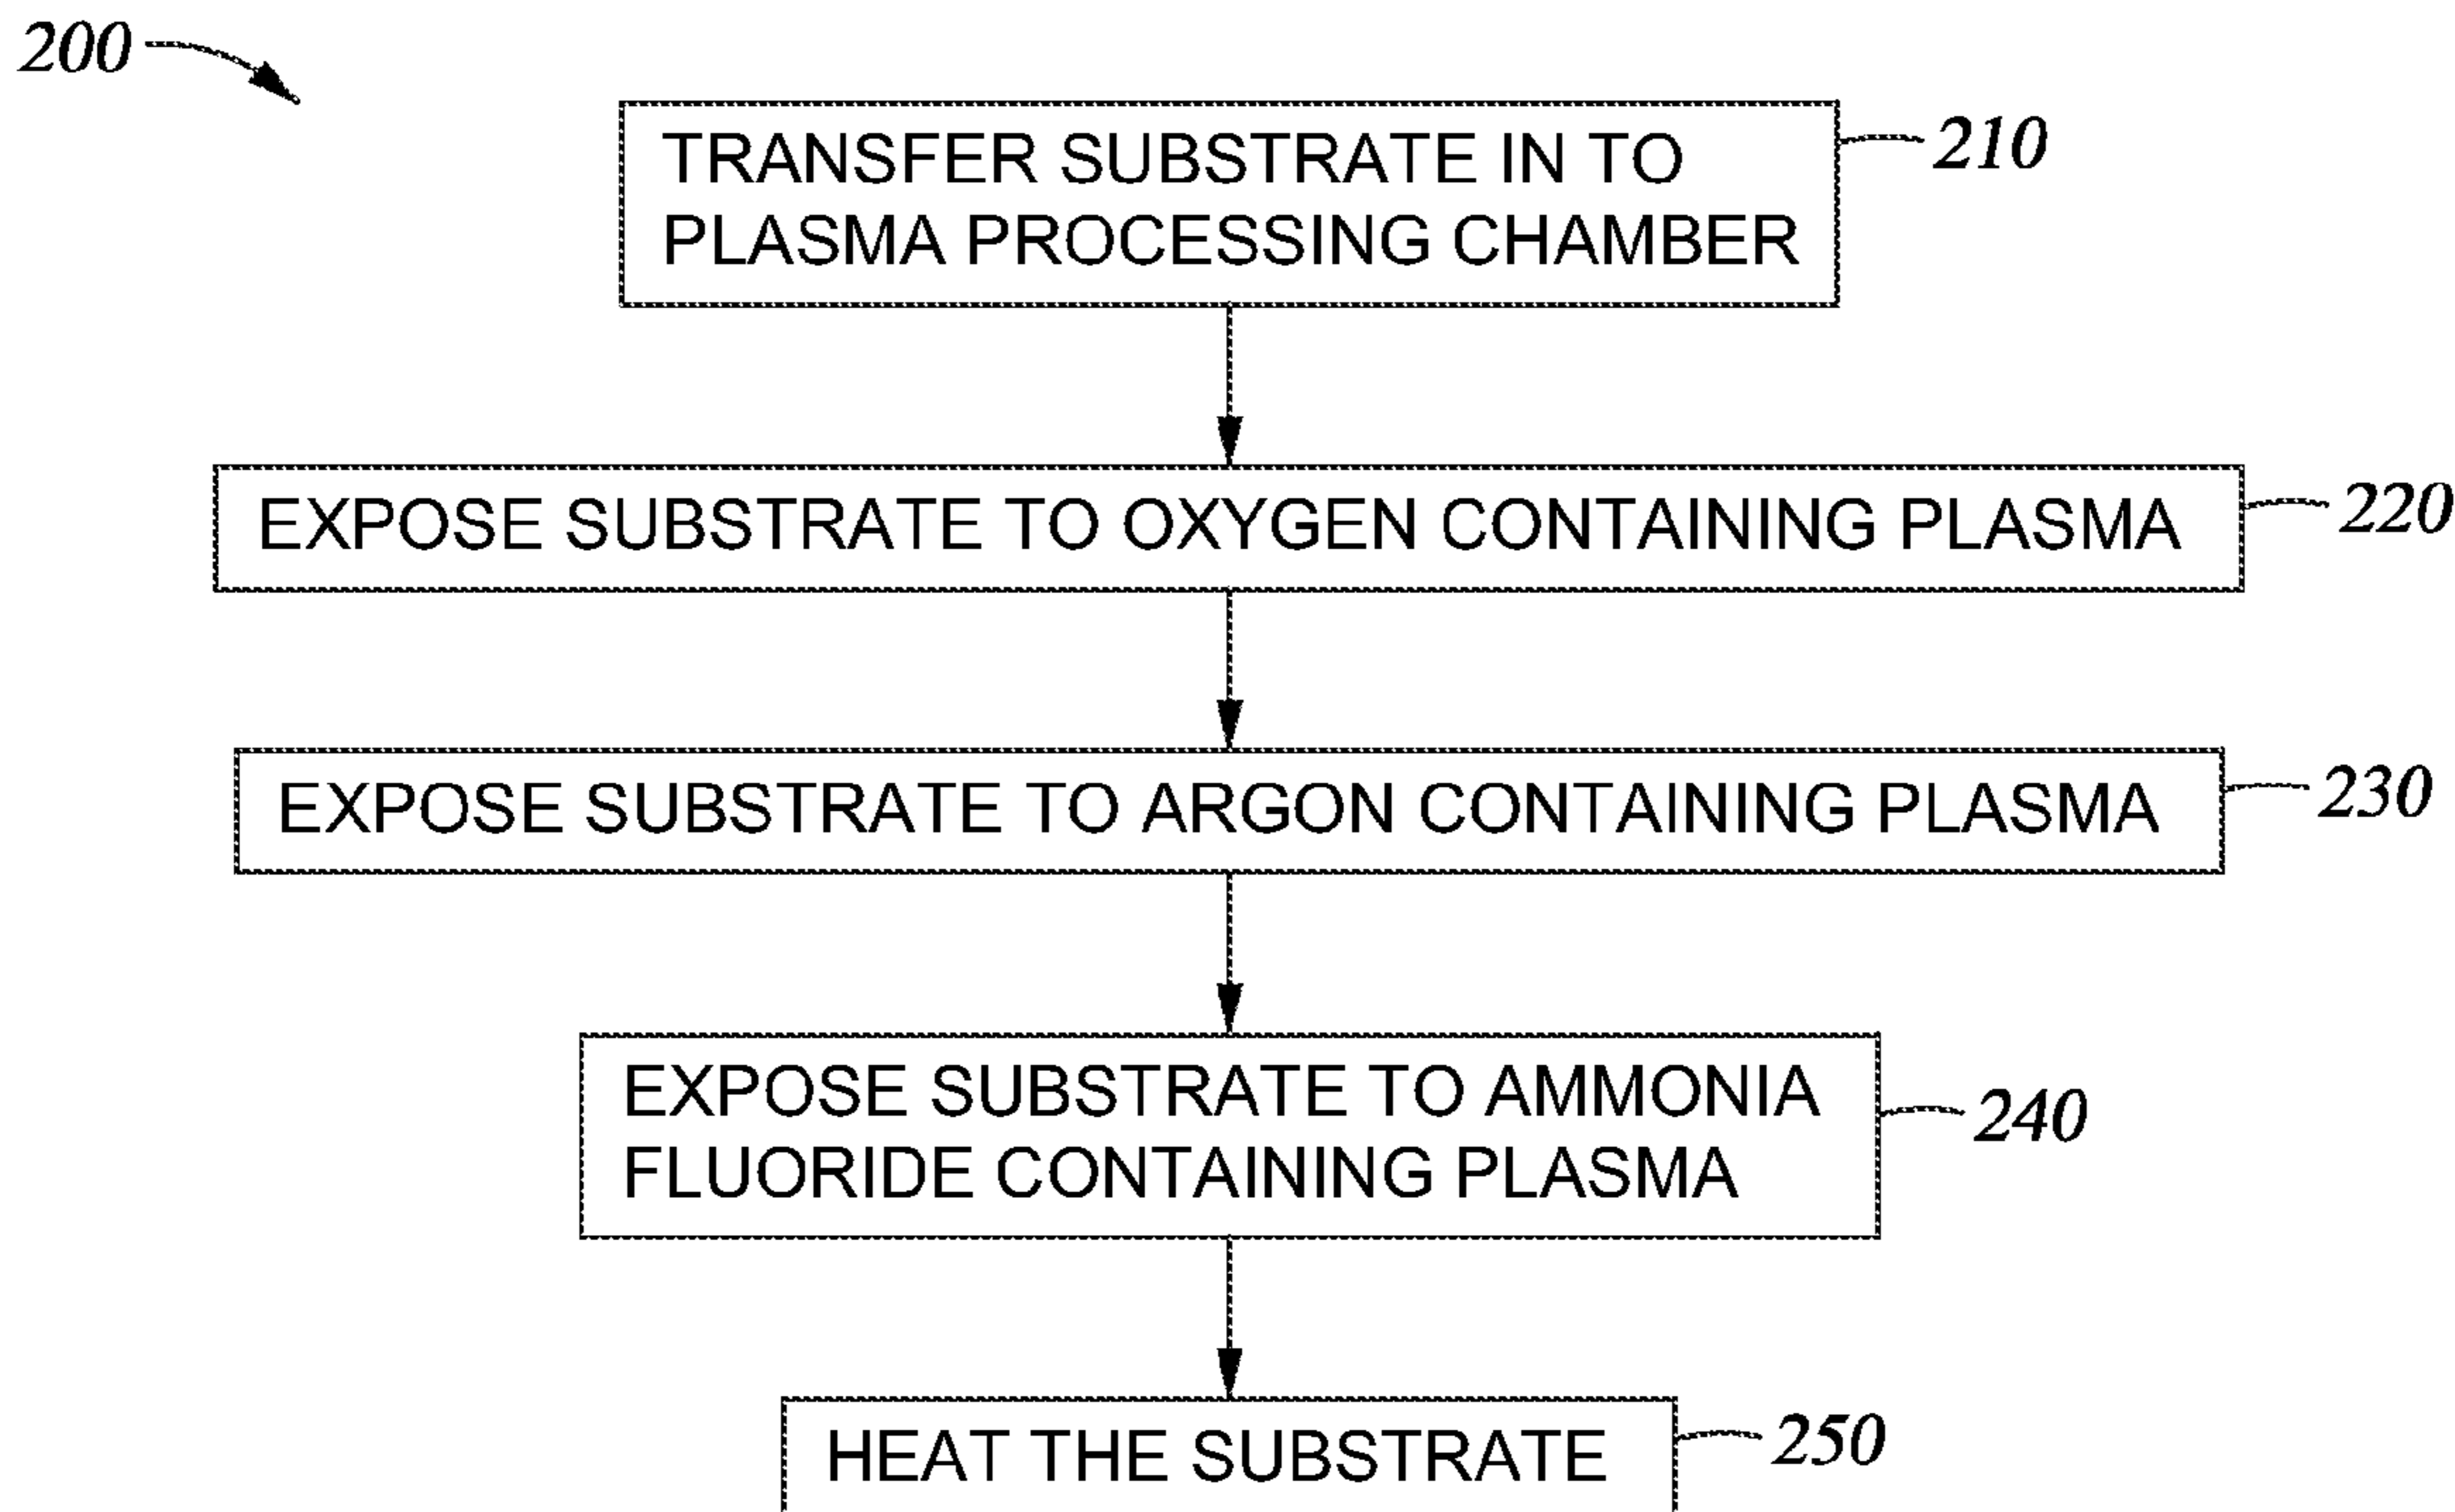 200
TRANSFER SUBSTRATE IN TO
PLASMA PROCESSING CHAMBER
210
EXPOSE SUBSTRATE TO OXYGEN CONTAINING PLASMA
220
EXPOSE SUBSTRATE TO ARGON CONTAINING PLASMA
230
EXPOSE SUBSTRATE TO AMMONIA
FLUORIDE CONTAINING PLASMA
240
HEAT THE SUBSTRATE
250